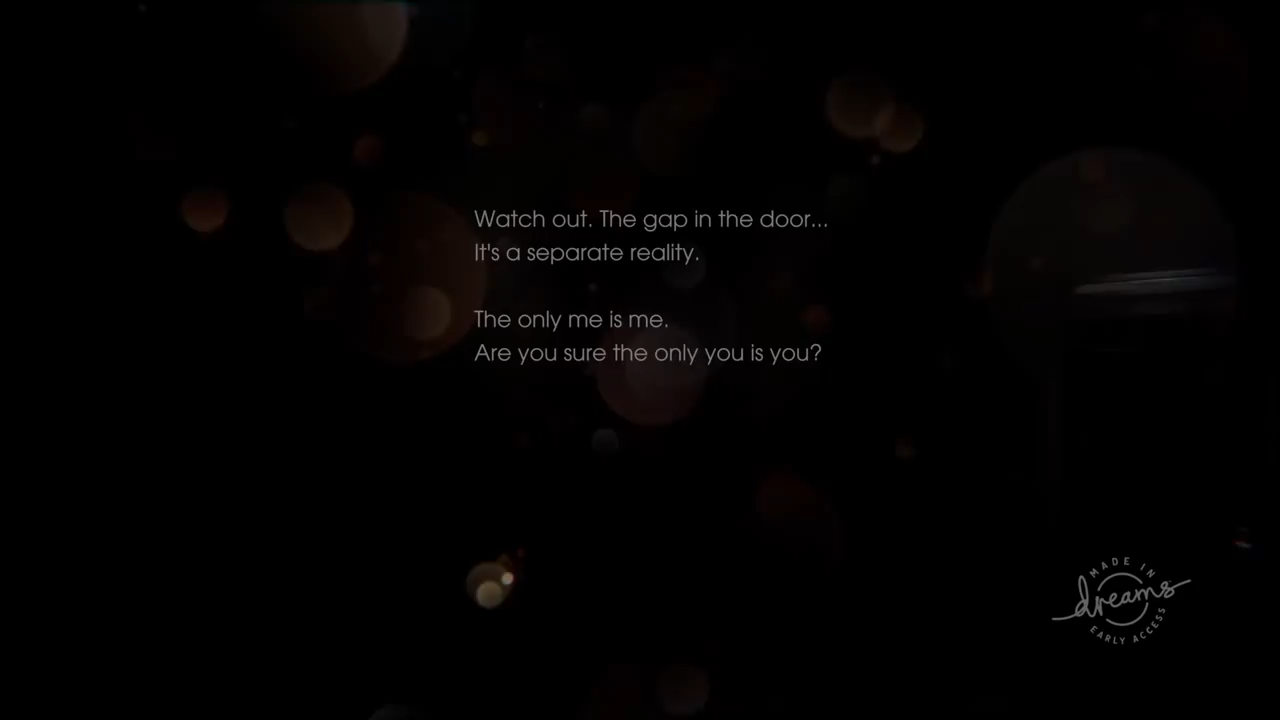 Watch out. The gap in the door...
It's a separate reality.
The only me is me.
Are you sure the only you is you?
MADE IN
dreams
EARLY ACCESS